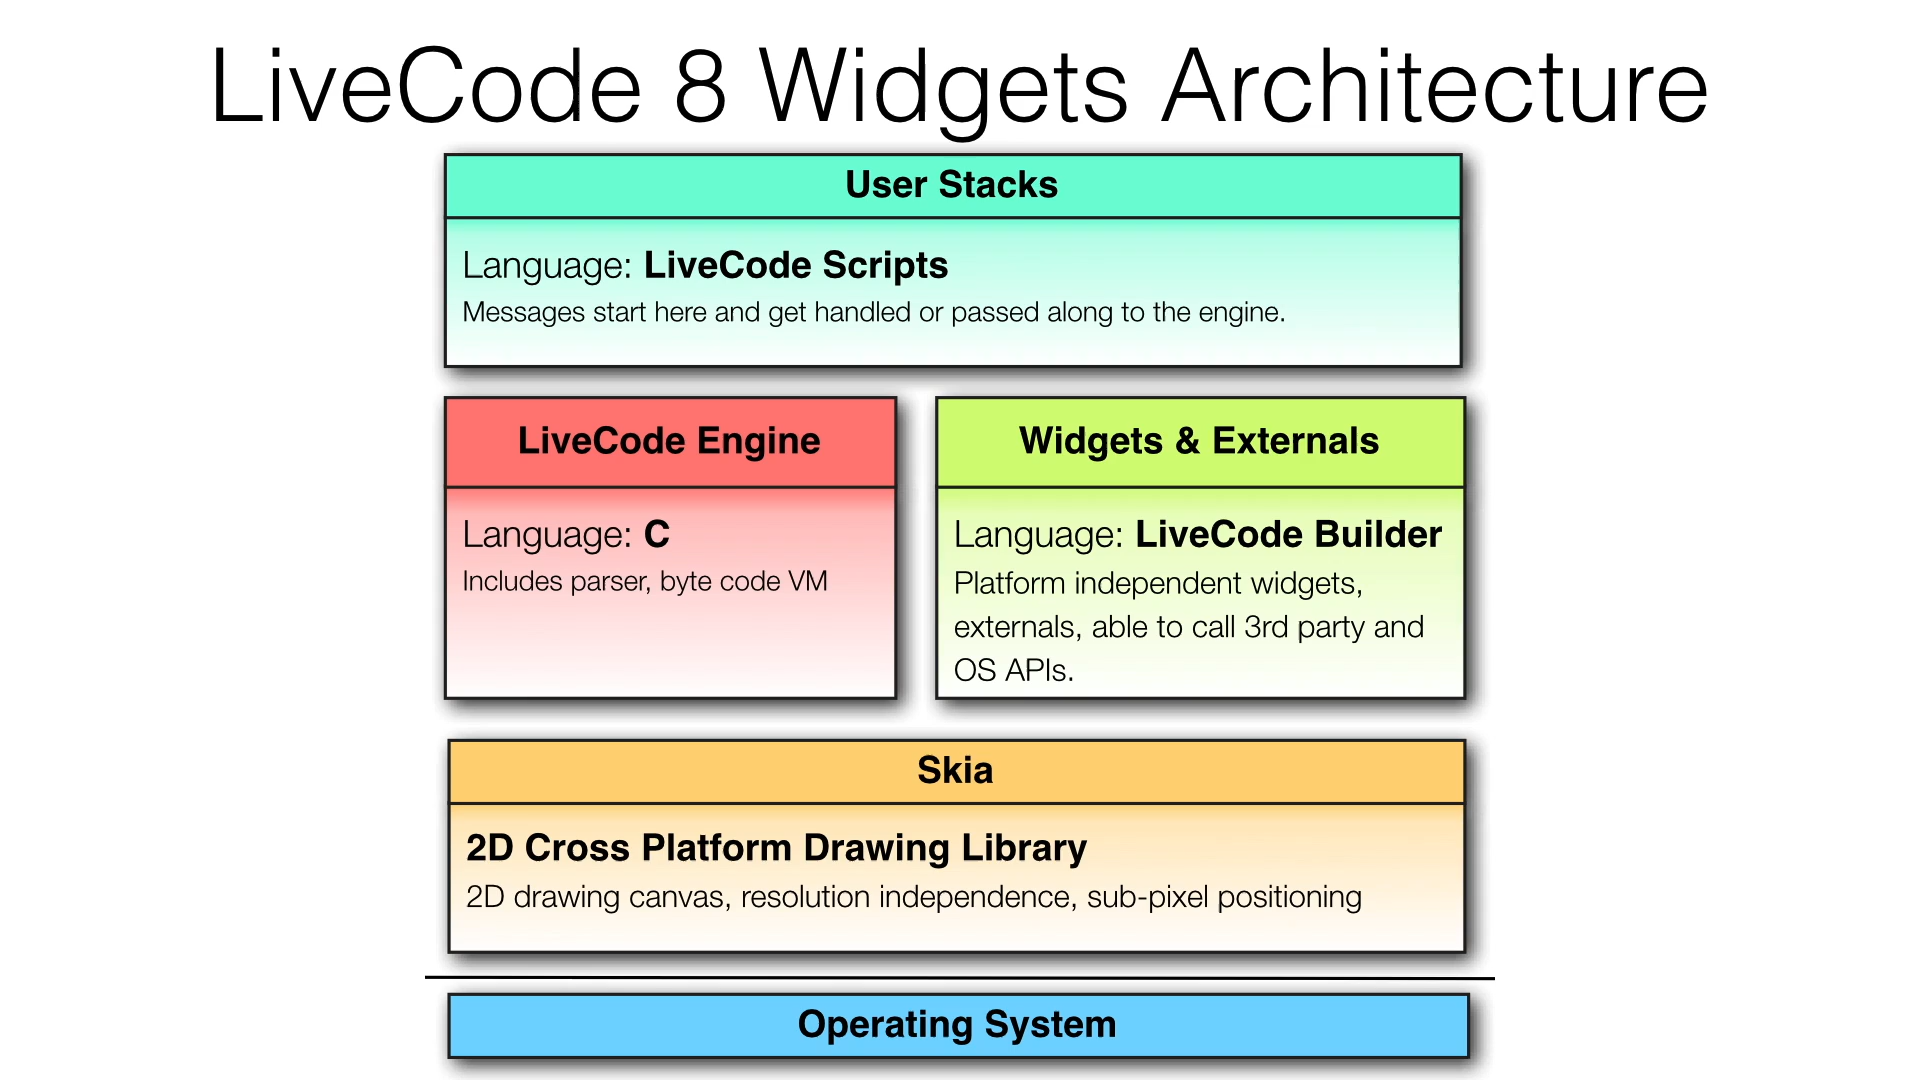 LiveCode 8 Widgets Architecture
User Stacks
Language: LiveCode Scripts
Messages start here and get handled or passed along to the engine.
LiveCode Engine
Language: C
Includes parser, byte code VM
Widgets & Externals
Language: LiveCode Builder
Platform independent widgets,
externals, able to call 3rd party and
OS APIs.
Skia
2D Cross Platform Drawing Library
2D drawing canvas, resolution independence, sub-pixel positioning
Operating System